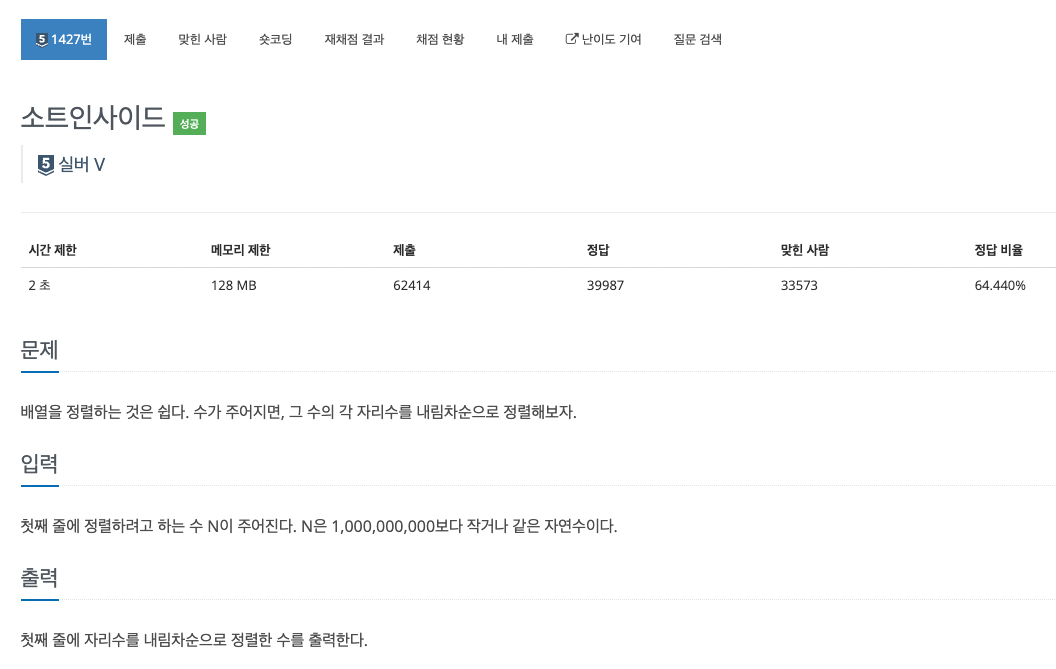 5 1427번 제출 맞힌 사람 숏코딩 재채점 결과 채점 현황 내 제출 난이도 기여 질문 검색
소트인사이드 성공
5 실버 V
시간 제한 메모리 제한 제출 정답 맞힌 사람 정답 비율
2 초 128 MB 62414 39987 33573 64.440%
문제
배열을 정렬하는 것은 쉽다. 수가 주어지면, 그 수의 각 자리수를 내림차순으로 정렬해보자.
입력
첫째 줄에 정렬하려고 하는 수 N이 주어진다. N은 1,000,000,000보다 작거나 같은 자연수이다.
출력
첫째 줄에 자리수를 내림차순으로 정렬한 수를 출력한다.